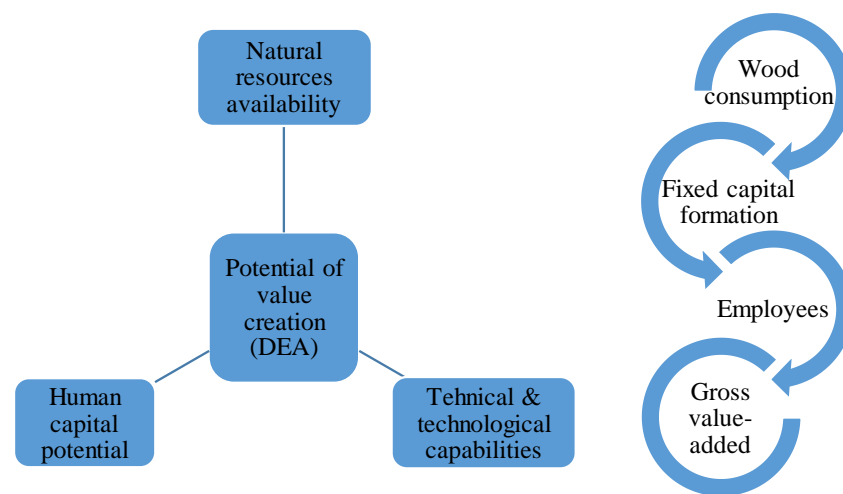 Natural
resources
availability
Potential of
value
creation
(DEA)
Human
capital
potential
Tehnical &
technological
capabilities
Wood
consumption
Fixed capital
formation
Employees
Gross
value-
added